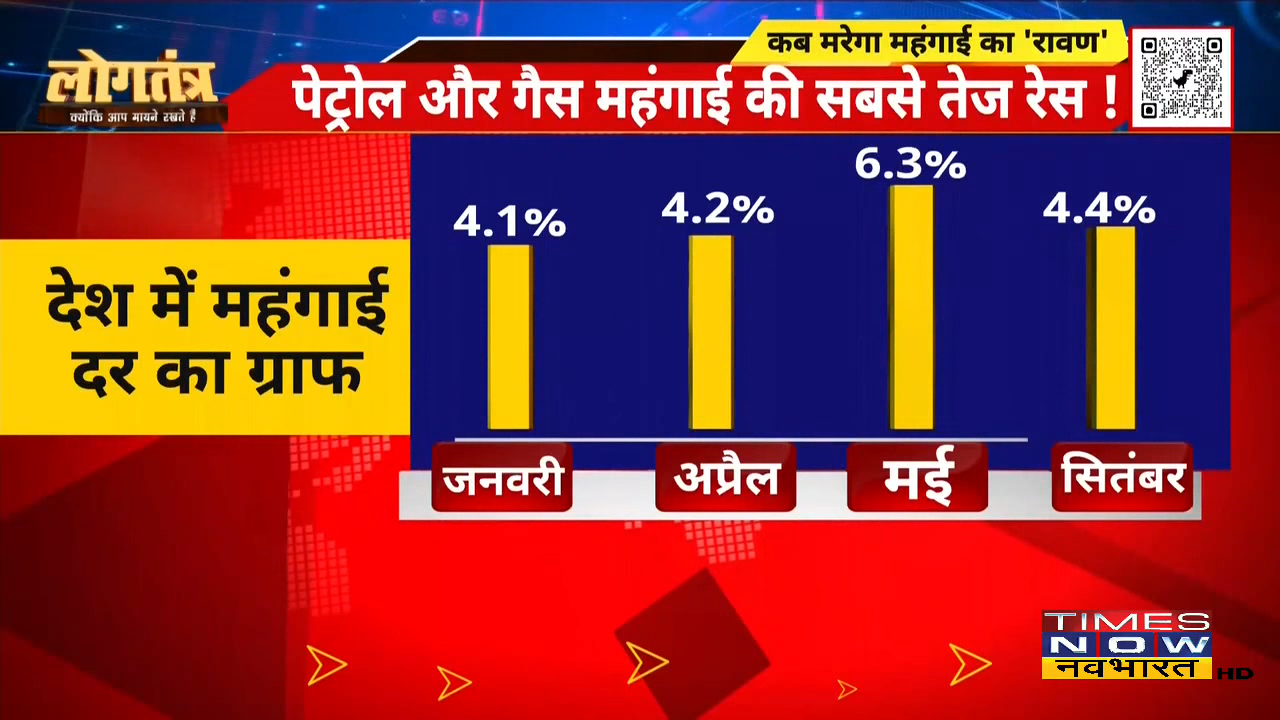 कब मरेगा महंगाई का 'रावण'
लोगतंत्र
क्योंकि आप मायने रखते हैं
पेट्रोल और गैस महंगाई की सबसे तेज रेस !
4.1%
4.2%
6.3%
4.4%
देश में महंगाई
दर का ग्राफ
जनवरी
अप्रैल
मई
सितंबर
TIMES
NOW
नवभारत HD